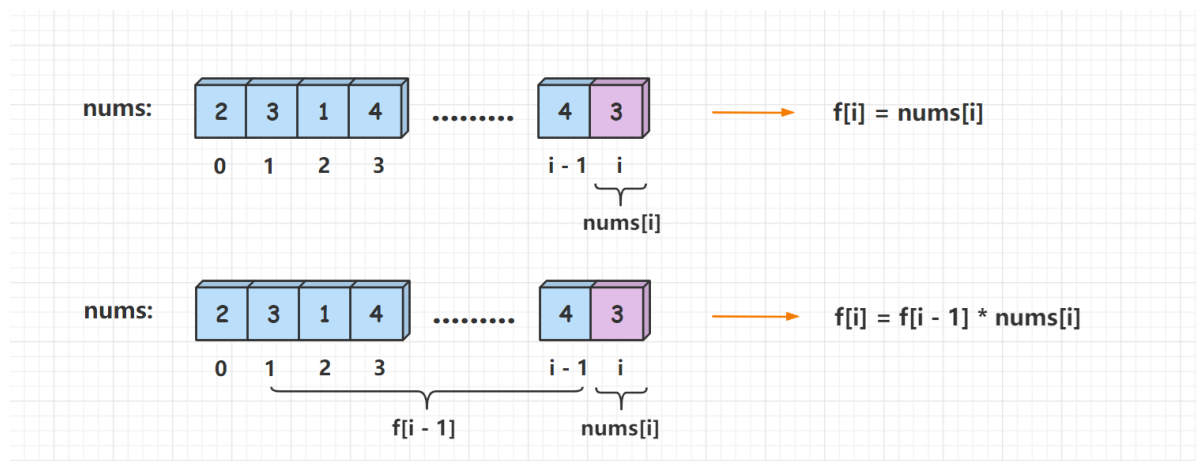 nums: 2 3 1 4 ......... 4 3 f[i] = nums[i]
0 1 2 3 i - 1 i
nums[i]
nums: 2 3 1 4 ......... 4 3 f[i] = f[i - 1] * nums[i]
0 1 2 3 i - 1 i
f[i - 1] nums[i]